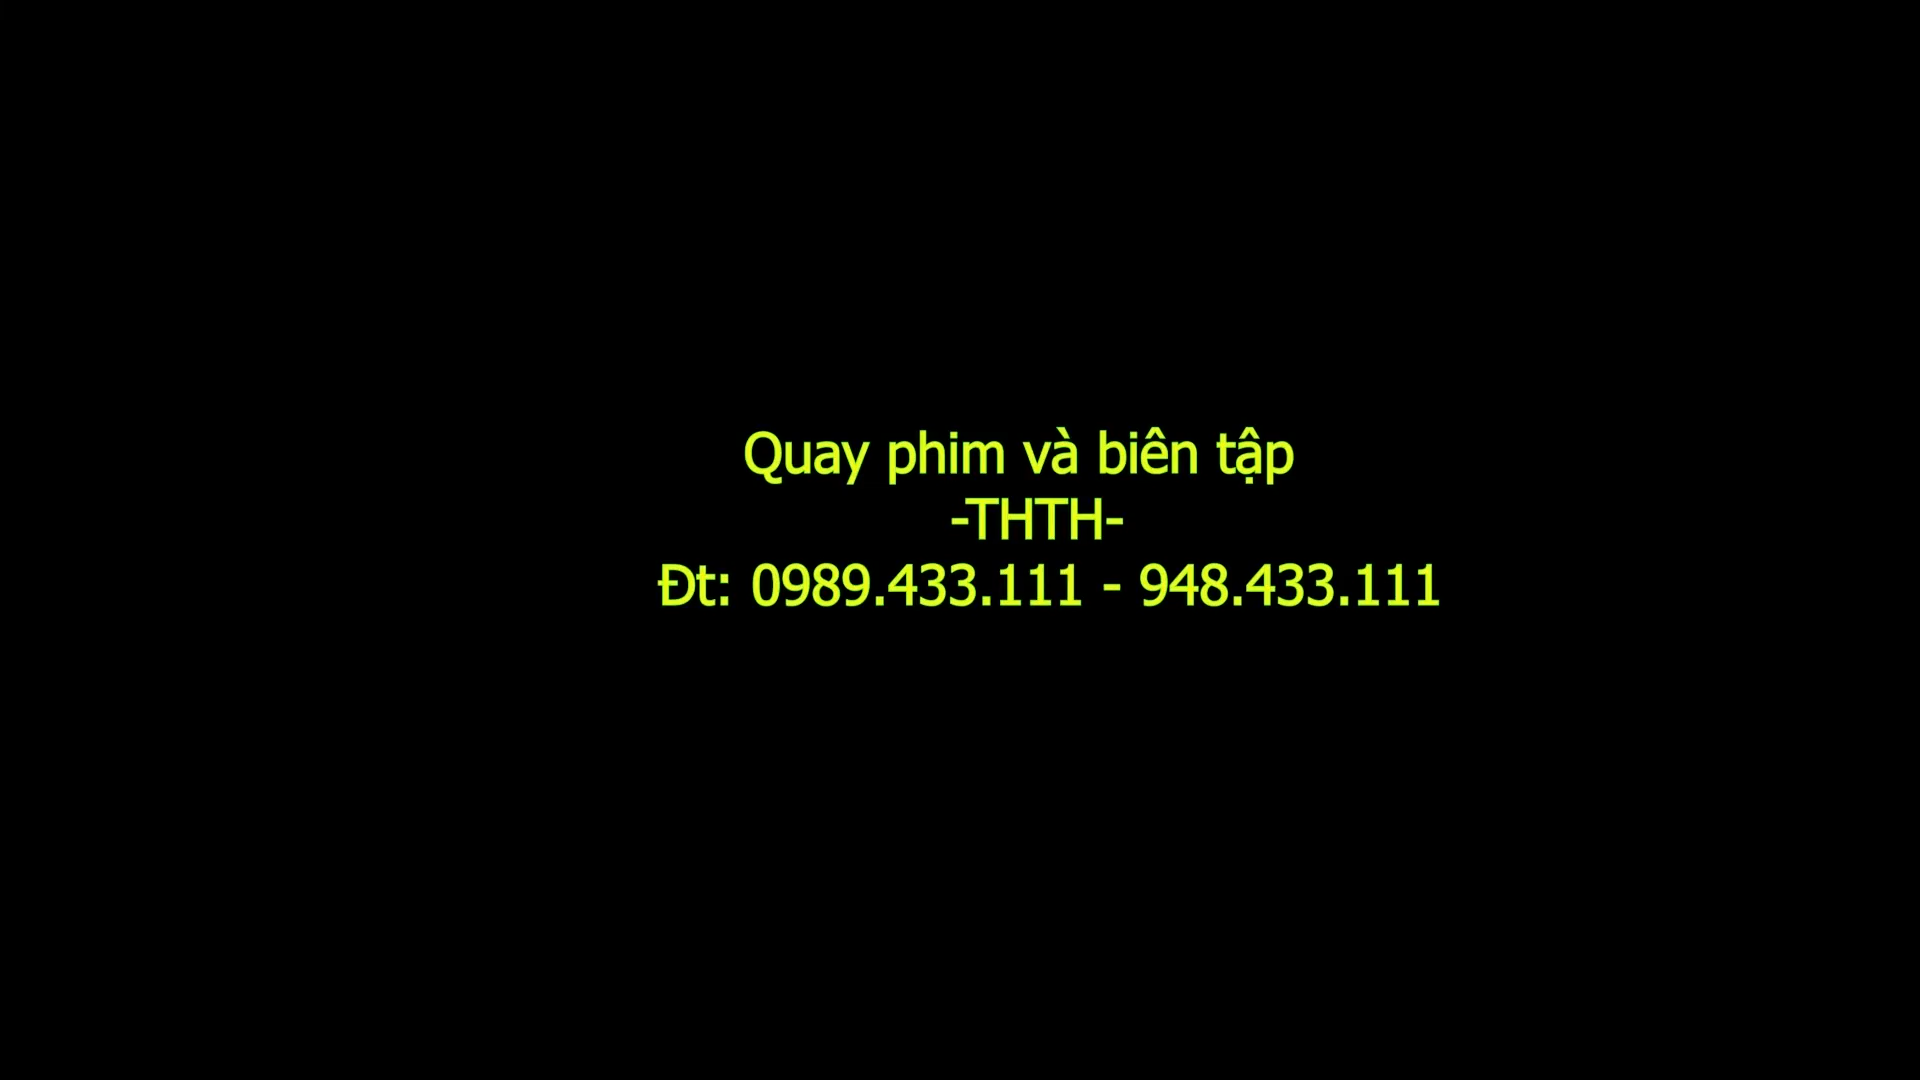 Quay phim và biên tập
-THTH-
Đt: 0989.433.111 - 948.433.111